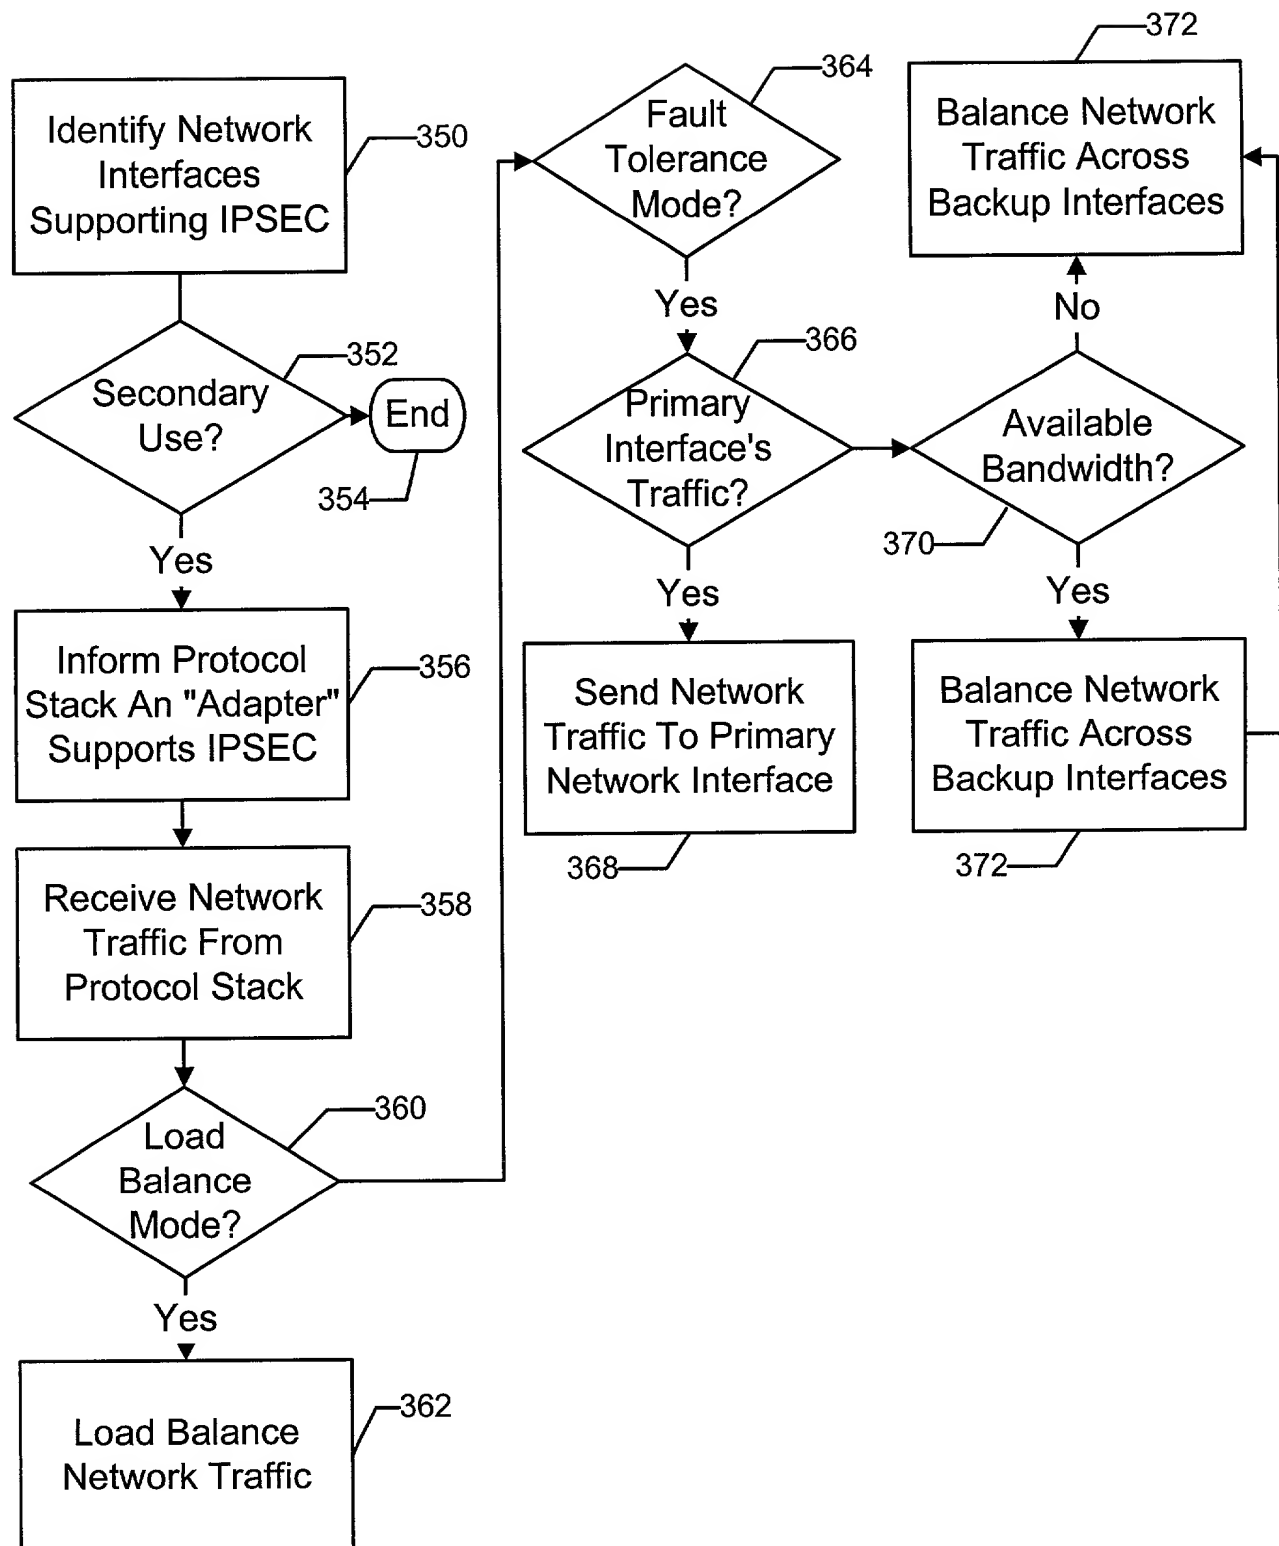 Identify Network
Interfaces
Supporting IPSEC
350
Secondary
Use?
352
End
354
Yes
Inform Protocol
Stack An "Adapter"
Supports IPSEC
356
Receive Network
Traffic From
Protocol Stack
358
Load
Balance
Mode?
360
Yes
Load Balance
Network Traffic
362
Fault
Tolerance
Mode?
364
Yes
Primary
Interface's
Traffic?
366
Yes
Send Network
Traffic To Primary
Network Interface
368
372
Balance Network
Traffic Across
Backup Interfaces
No
Available
Bandwidth?
370
Yes
Balance Network
Traffic Across
Backup Interfaces
372